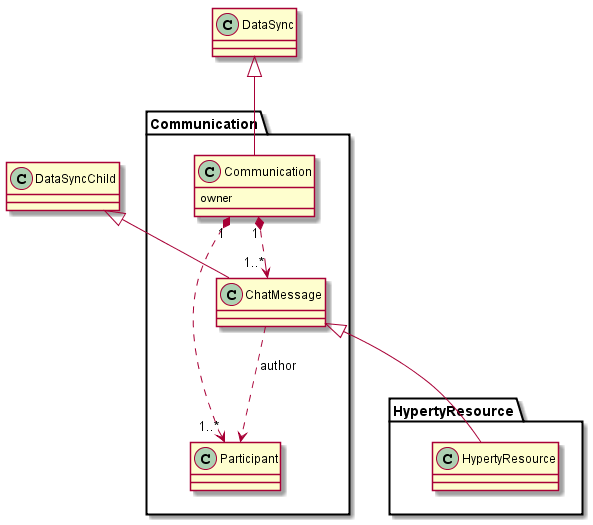 C DataSync
Communication
C Communication
owner
C DataSyncChild
1
1
1..*
C ChatMessage
author
HypertyResource
1..*
C Participant
C HypertyResource